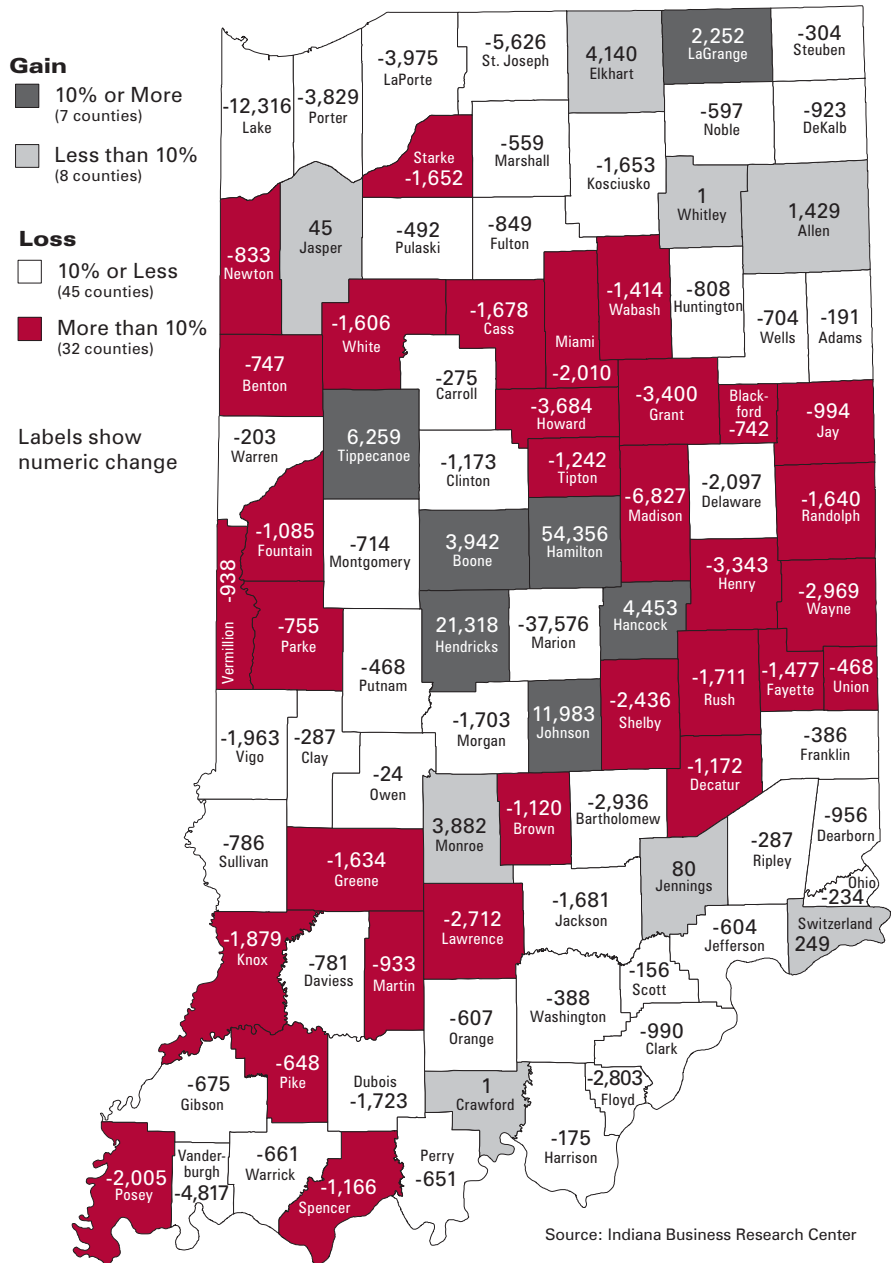 Gain
10% or More
(7 counties)
Less than 10%
(8 counties)
Loss
10% or Less
(45 counties)
More than 10%
(32 counties)
Labels show
numeric change
-12,316
Lake
-3,829
Porter
-3,975
LaPorte
-5,626
St. Joseph
4,140
Elkhart
2,252
LaGrange
-304
Steuben
-597
Noble
-923
DeKalb
Starke
-1,652
-559
Marshall
-1,653
Kosciusko
1
Whitley
1,429
Allen
-833
Newton
45
Jasper
-492
Pulaski
-849
Fulton
-1,606
White
-1,678
Cass
Miami
-2,010
-1,414
Wabash
-808
Huntington
-704
Wells
-191
Adams
-747
Benton
-275
Carroll
-3,684
Howard
-3,400
Grant
Black-
ford
-742
-994
Jay
-203
Warren
6,259
Tippecanoe
-1,173
Clinton
-1,242
Tipton
-6,827
Madison
-2,097
Delaware
-1,640
Randolph
-1,085
Fountain
-714
Montgomery
3,942
Boone
54,356
Hamilton
-3,343
Henry
-2,969
Wayne
-938
Vermillion
-755
Parke
-468
Putnam
21,318
Hendricks
-37,576
Marion
4,453
Hancock
-1,711
Rush
-1,477
Fayette
-468
Union
-1,963
Vigo
-287
Clay
-24
Owen
-1,703
Morgan
11,983
Johnson
-2,436
Shelby
-1,172
Decatur
-386
Franklin
-786
Sullivan
-1,634
Greene
3,882
Monroe
-1,120
Brown
-2,936
Bartholomew
80
Jennings
-287
Ripley
-956
Dearborn
Ohio
-234
Switzerland
249
-1,879
Knox
-781
Daviess
-933
Martin
-2,712
Lawrence
-1,681
Jackson
-604
Jefferson
-156
Scott
-607
Orange
-388
Washington
-990
Clark
-675
Gibson
-648
Pike
Dubois
-1,723
1
Crawford
-2,803
Floyd
-175
Harrison
-2,005
Posey
Vander-
burgh
-4,817
-661
Warrick
-1,166
Spencer
Perry
-651
Source: Indiana Business Research Center